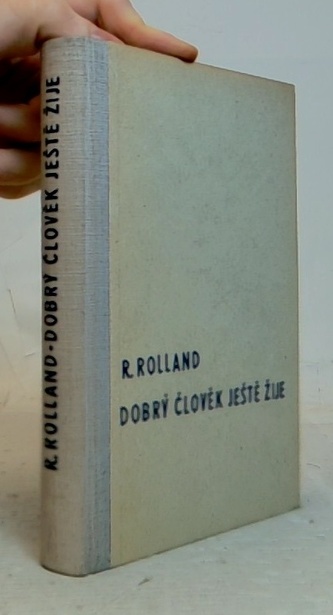 R. ROLLAND·DOBRÝ ČLOVĚK JEŠTĚ ŽIJE
R. ROLLAND
DOBRÝ ČLOVĚK JEŠTĚ ŽIJE